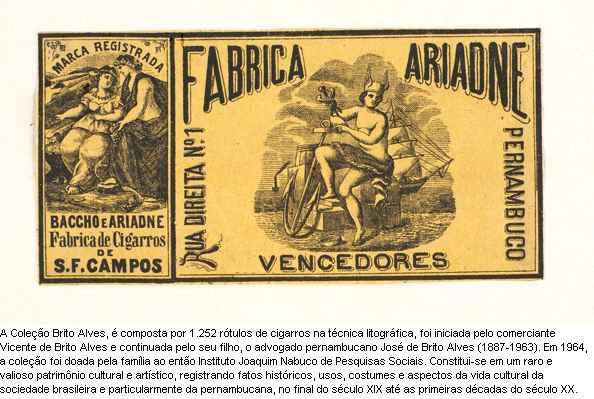 MARCA REGISTRADA
BACCHO E ARIADNE
Fabrica de Cigarros
DE
S.F. CAMPOS
FABRICA ARIADNE
RUA DIREITA Nº 1
PERNAMBUCO
VENCEDORES
A Coleção Brito Alves, é composta por 1.252 rótulos de cigarros na técnica litográfica, foi iniciada pelo comerciante
Vicente de Brito Alves e continuada pelo seu filho, o advogado pernambucano José de Brito Alves (1887-1963). Em 1964,
a coleção foi doada pela família ao então Instituto Joaquim Nabuco de Pesquisas Sociais. Constitui-se em um raro e
valioso patrimônio cultural e artístico, registrando fatos históricos, usos, costumes e aspectos da vida cultural da
sociedade brasileira e particularmente da pernambucana, no final do século XIX até as primeiras décadas do século XX.